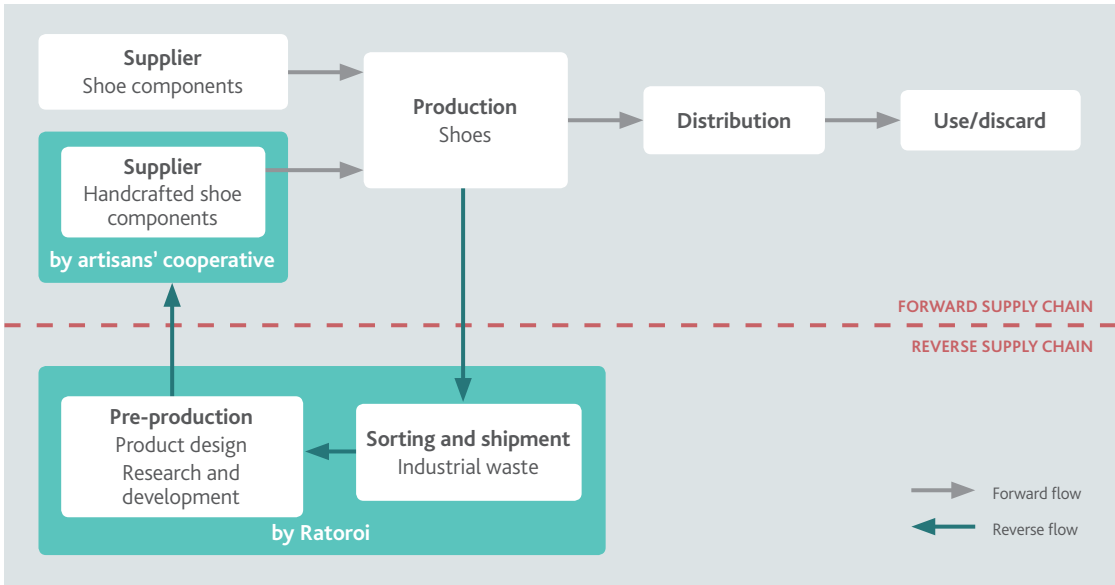 Supplier
Shoe components
Supplier
Handcrafted shoe
components
by artisans' cooperative
Production
Shoes
Distribution
Use/discard
FORWARD SUPPLY CHAIN
REVERSE SUPPLY CHAIN
Pre-production
Product design
Research and
development
Sorting and shipment
Industrial waste
by Ratoroi
Forward flow
Reverse flow